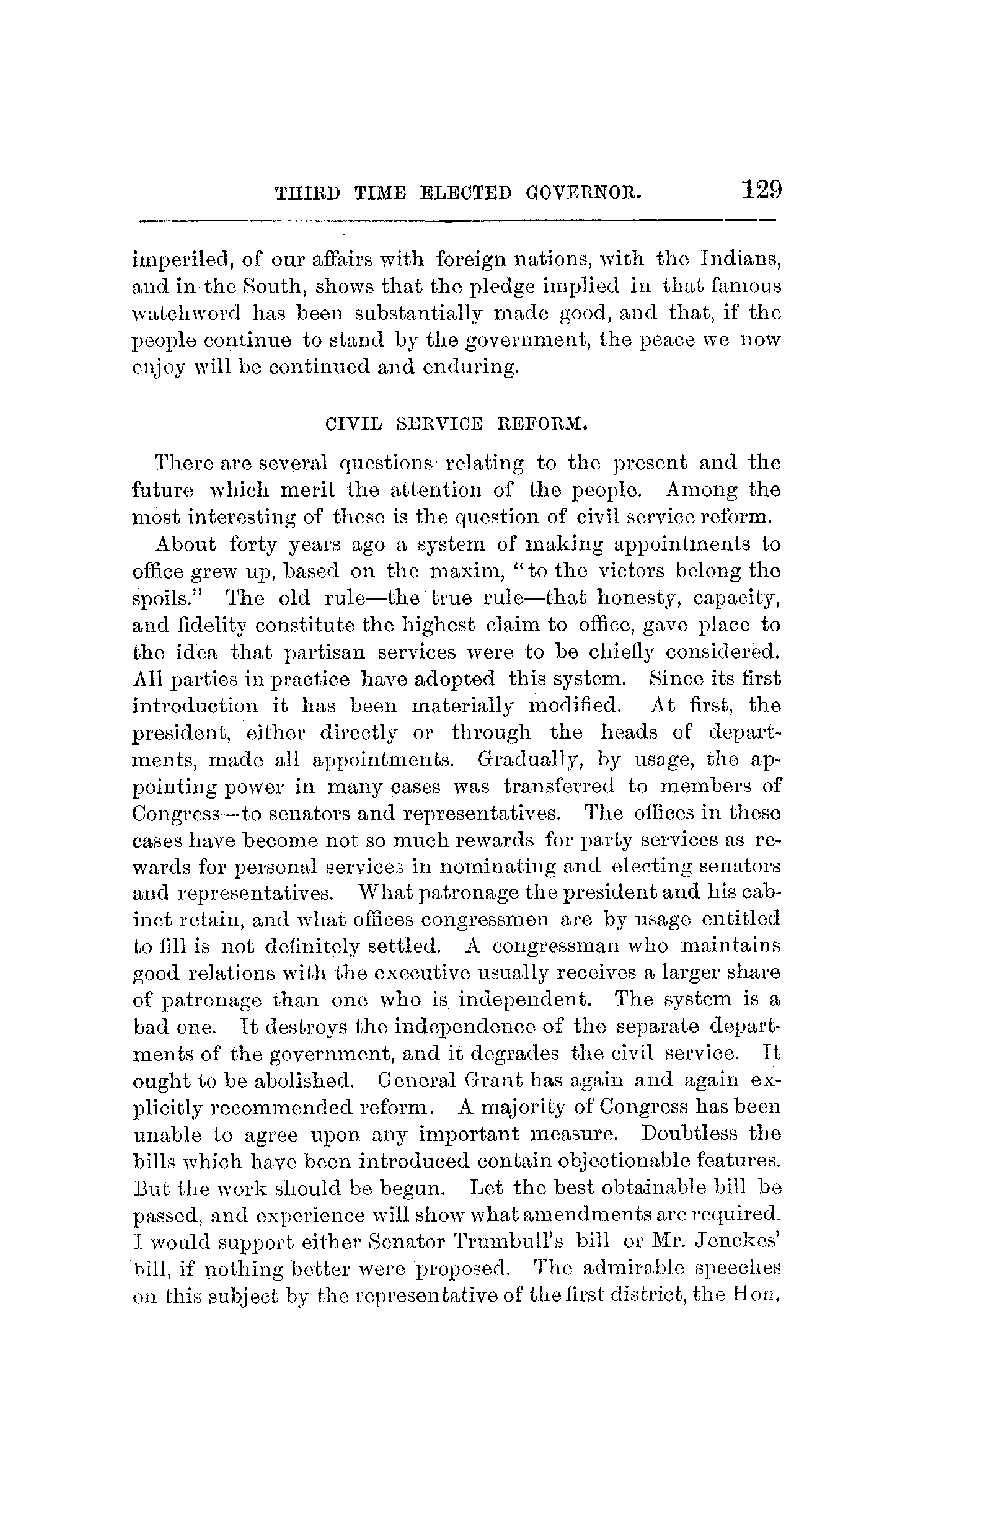 THIRD TIME ELECTED GOVERNOR. 129
imperiled, of our affairs with foreign nations, with the Indians,
and in the South, shows that the pledge implied in that famous
watchword has been substantially made good, and that, if the
people continue to stand by the government, the peace we now
enjoy will be continued and enduring.
CIVIL SERVICE REFORM.
There are several questions relating to the present and the
future which merit the attention of the people. Among the
most interesting of these is the question of civil service reform.
About forty years ago a system of making appointments to
office grew up, based on the maxim, "to the victors belong the
spoils." The old rule—the true rule—that honesty, capacity,
and fidelity constitute the highest claim to office, gave place to
the idea that partisan services were to be chiefly considered.
All parties in practice have adopted this system. Since its first
introduction it has been materially modified. At first, the
president, either directly or through the heads of depart-
ments, made all appointments. Gradually, by usage, the ap-
pointing power in many cases was transferred to members of
Congress—to senators and representatives. The offices in these
cases have become not so much rewards for party services as re-
wards for personal services in nominating and electing senators
and representatives. What patronage the president and his cab-
inet retain, and what offices congressmen are by usage entitled
to fill is not definitely settled. A congressman who maintains
good relations with the executive usually receives a larger share
of patronage than one who is independent. The system is a
bad one. It destroys the independence of the separate depart-
ments of the government, and it degrades the civil service. It
ought to be abolished. General Grant has again and again ex-
plicitly recommended reform. A majority of Congress has been
unable to agree upon any important measure. Doubtless the
bills which have been introduced contain objectionable features.
But the work should be begun. Let the best obtainable bill be
passed, and experience will show what amendments are required.
I would support either Senator Trumbull's bill or Mr. Jenckes'
bill, if nothing better were proposed. The admirable speeches
on this subject by the representative of the first district, the Hon.